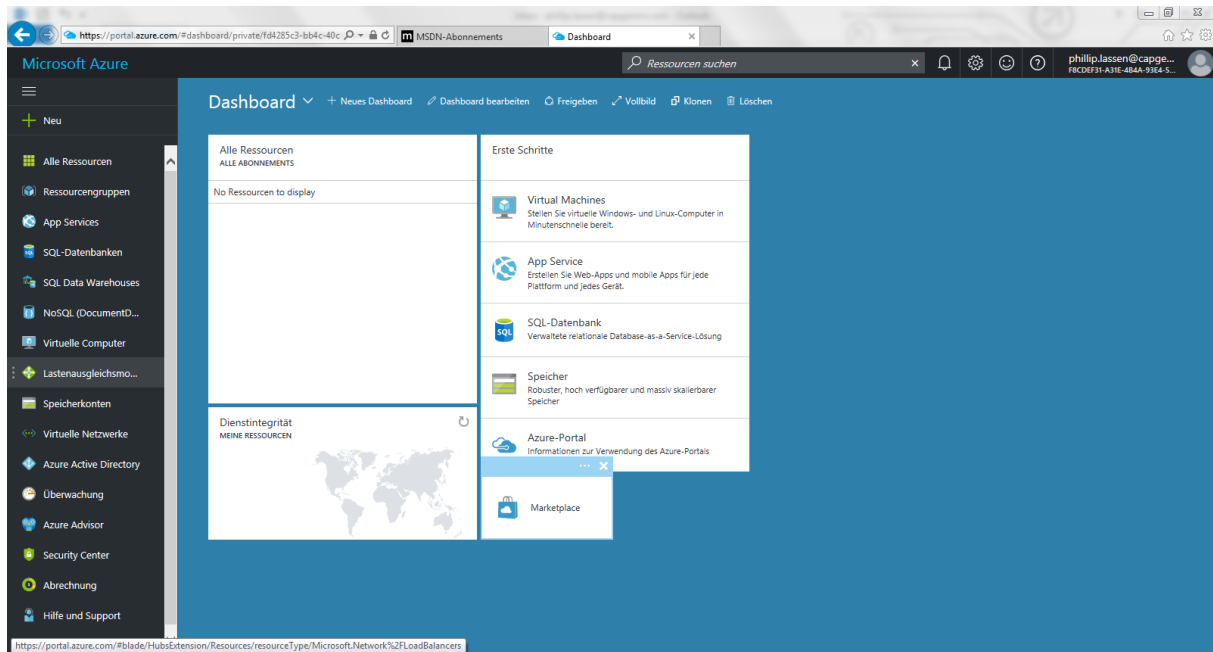 https://portal.azure.com/#dashboard/private/fd4285c3-bb4c-40c
MSDN-Abonnements
Dashboard
Microsoft Azure
Ressourcen suchen
phillip.lassen@capge...
F8CDEF31-A31E-4B4A-93E4-5...
Neu
Alle Ressourcen
Ressourcengruppen
App Services
SQL-Datenbanken
SQL Data Warehouses
NoSQL (DocumentD...
Virtuelle Computer
Lastenausgleichsmo...
Speicherkonten
Virtuelle Netzwerke
Azure Active Directory
Überwachung
Azure Advisor
Security Center
Abrechnung
Hilfe und Support
Dashboard
Neues Dashboard
Dashboard bearbeiten
Freigeben
Vollbild
Klonen
Löschen
Alle Ressourcen
ALLE ABONNEMENTS
No Ressourcen to display
Dienstintegrität
MEINE RESSOURCEN
Erste Schritte
Virtual Machines
Stellen Sie virtuelle Windows- und Linux-Computer in
Minutenschnelle bereit.
App Service
Erstellen Sie Web-Apps und mobile Apps für jede
Plattform und jedes Gerät.
SQL
SQL-Datenbank
Verwaltete relationale Database-as-a-Service-Lösung
Speicher
Robuster, hoch verfügbarer und massiv skalierbarer
Speicher
Azure-Portal
Informationen zur Verwendung des Azure-Portals
Marketplace
https://portal.azure.com/#blade/HubsExtension/Resources/resourceType/Microsoft.Network%2FLoadBalancers